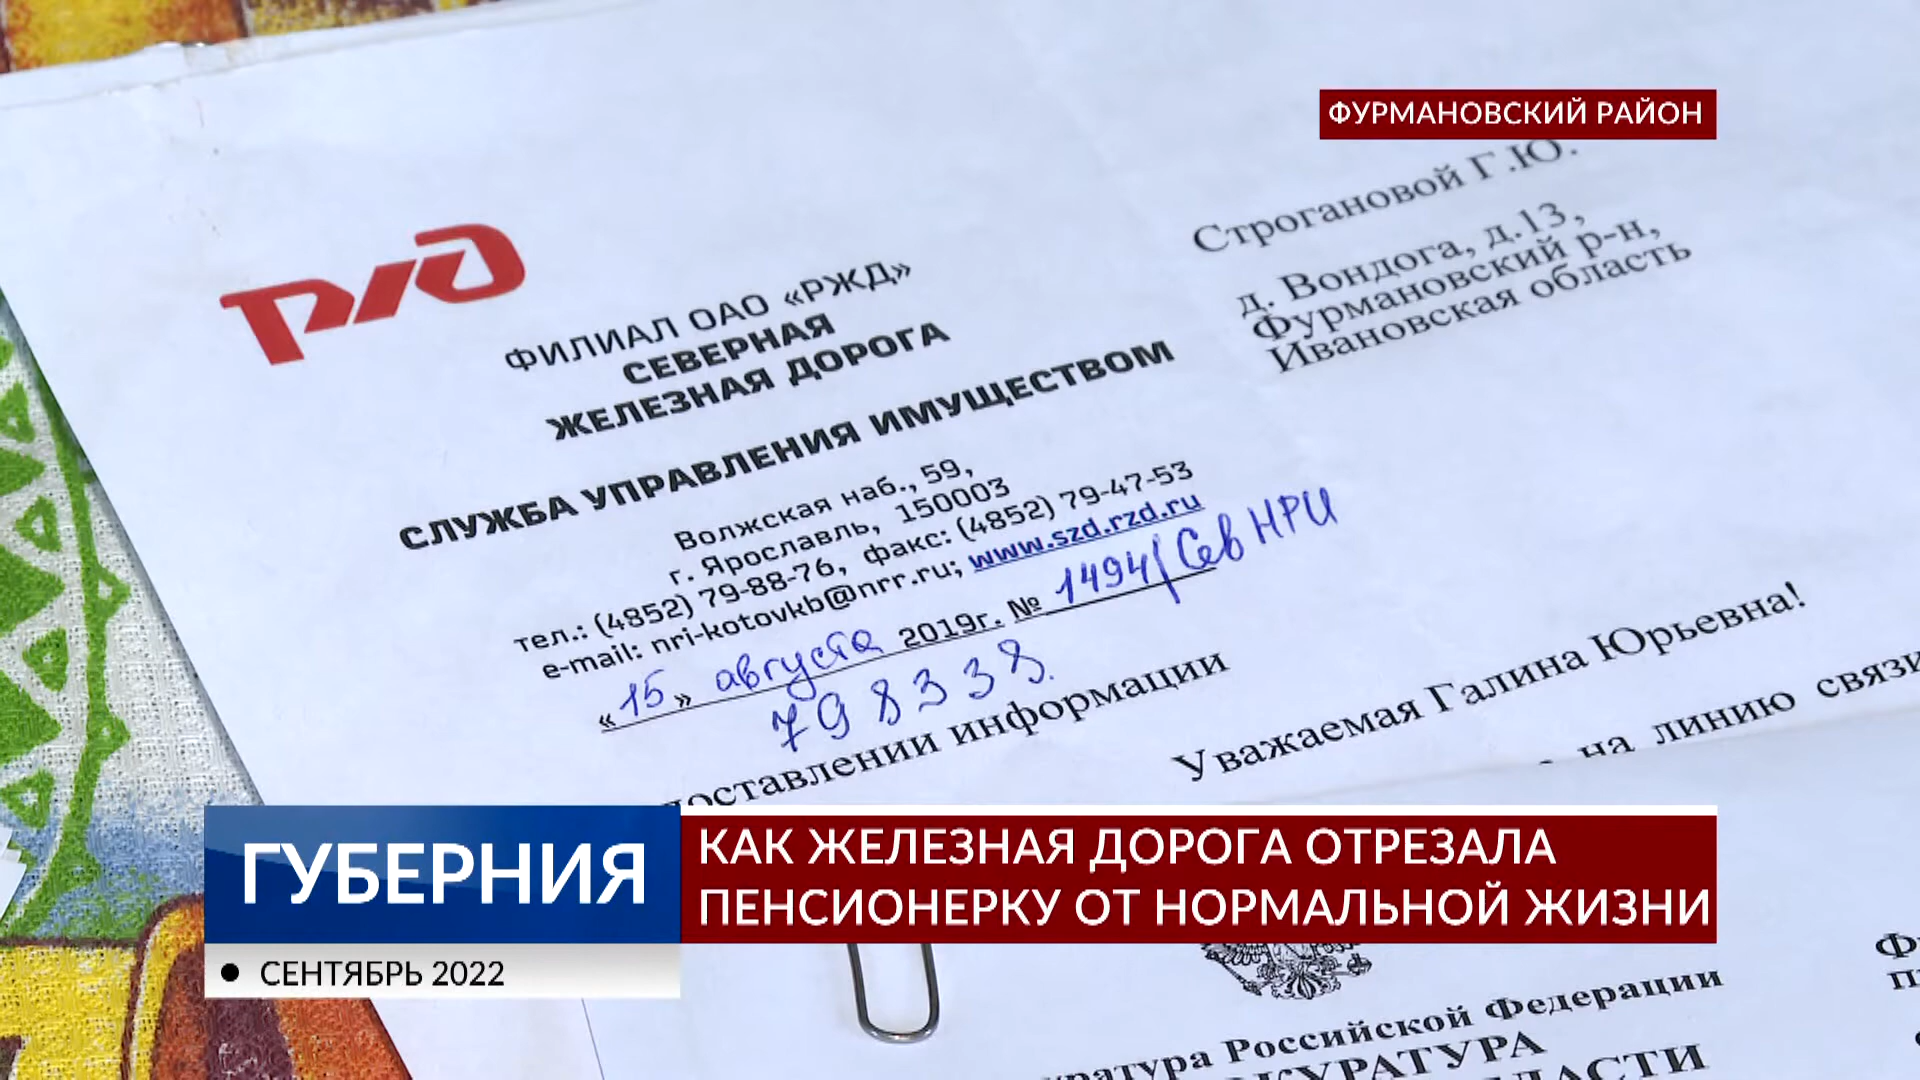 ФУРМАНОВСКИЙ РАЙОН
РЖД
ФИЛИАЛ ОАО «РЖД»
СЕВЕРНАЯ
ЖЕЛЕЗНАЯ ДОРОГА
СЛУЖБА УПРАВЛЕНИЯ ИМУЩЕСТВОМ
Волжская наб., 59,
г. Ярославль, 150003
тел.: (4852) 79-88-76, факс: (4852) 79-47-53
e-mail: nri-kotovkb@nrr.ru; www.szd.rzd.ru
«15» августа 2019г. № 1494/Сев НРИ
798338
Строгановой Г.Ю.
д. Вондога, д.13,
Фурмановский р-н,
Ивановская область
доставлении информации
Уважаемая Галина Юрьевна!
на линию связи
ГУБЕРНИЯ
КАК ЖЕЛЕЗНАЯ ДОРОГА ОТРЕЗАЛА
ПЕНСИОНЕРКУ ОТ НОРМАЛЬНОЙ ЖИЗНИ
СЕНТЯБРЬ 2022
Российской Федерации